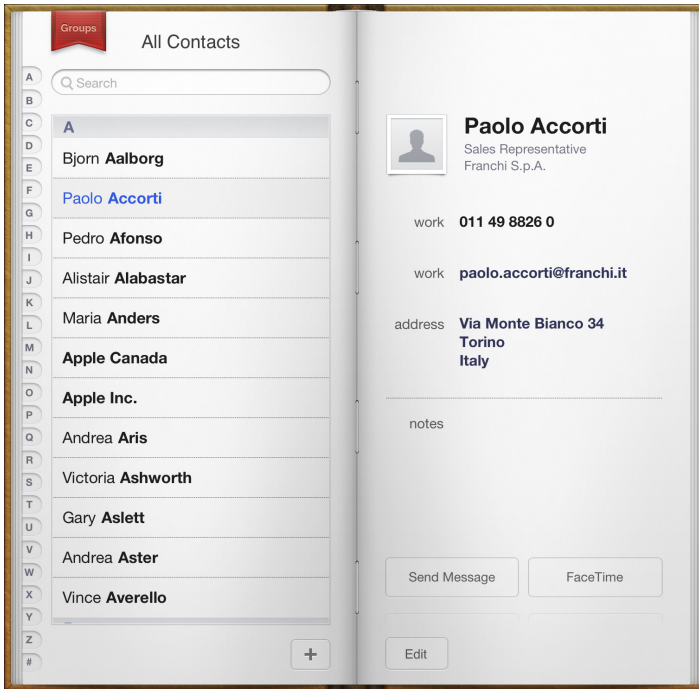 Groups
All Contacts
Search
A
B
C
D
E
F
G
H
I
J
K
L
M
N
O
P
Q
R
S
T
U
V
W
X
Y
Z
#
A
Bjorn Aalborg
Paolo Accorti
Pedro Afonso
Alistair Alabastar
Maria Anders
Apple Canada
Apple Inc.
Andrea Aris
Victoria Ashworth
Gary Aslett
Andrea Aster
Vince Averello
+
Paolo Accorti
Sales Representative
Franchi S.p.A.
work 011 49 8826 0
work paolo.accorti@franchi.it
address Via Monte Bianco 34
Torino
Italy
notes
Send Message
FaceTime
Edit